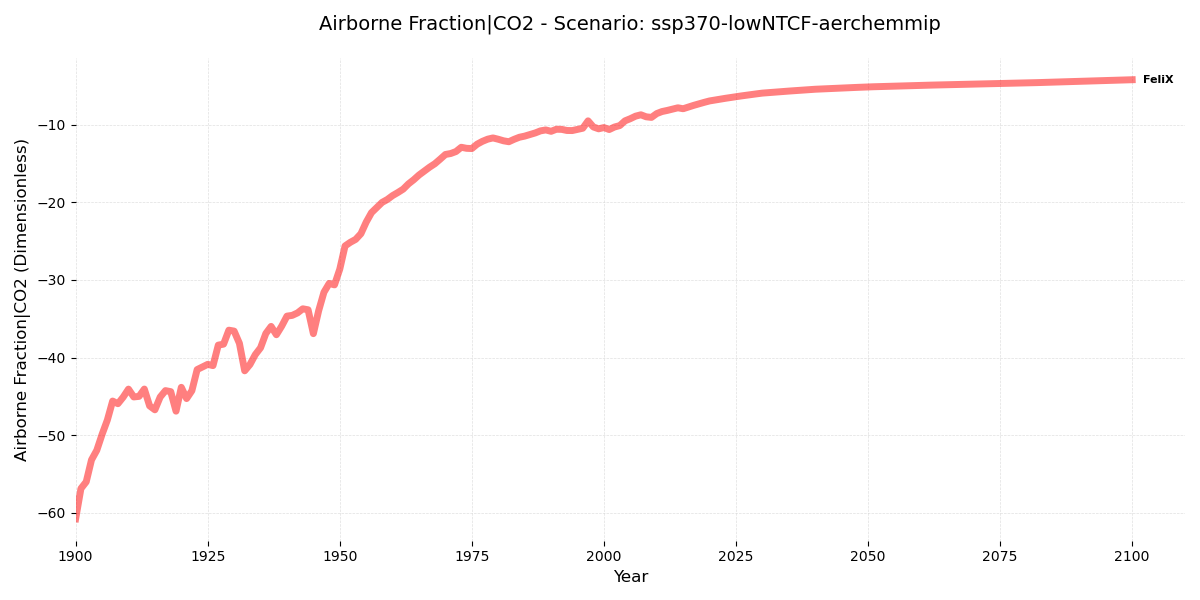 Airborne Fraction|CO2 - Scenario: ssp370-lowNTCF-aerchemmip
Airborne Fraction|CO2 (Dimensionless)
−10
−20
−30
−40
−50
−60
FeliX
1900 1925 1950 1975 2000 2025 2050 2075 2100
Year